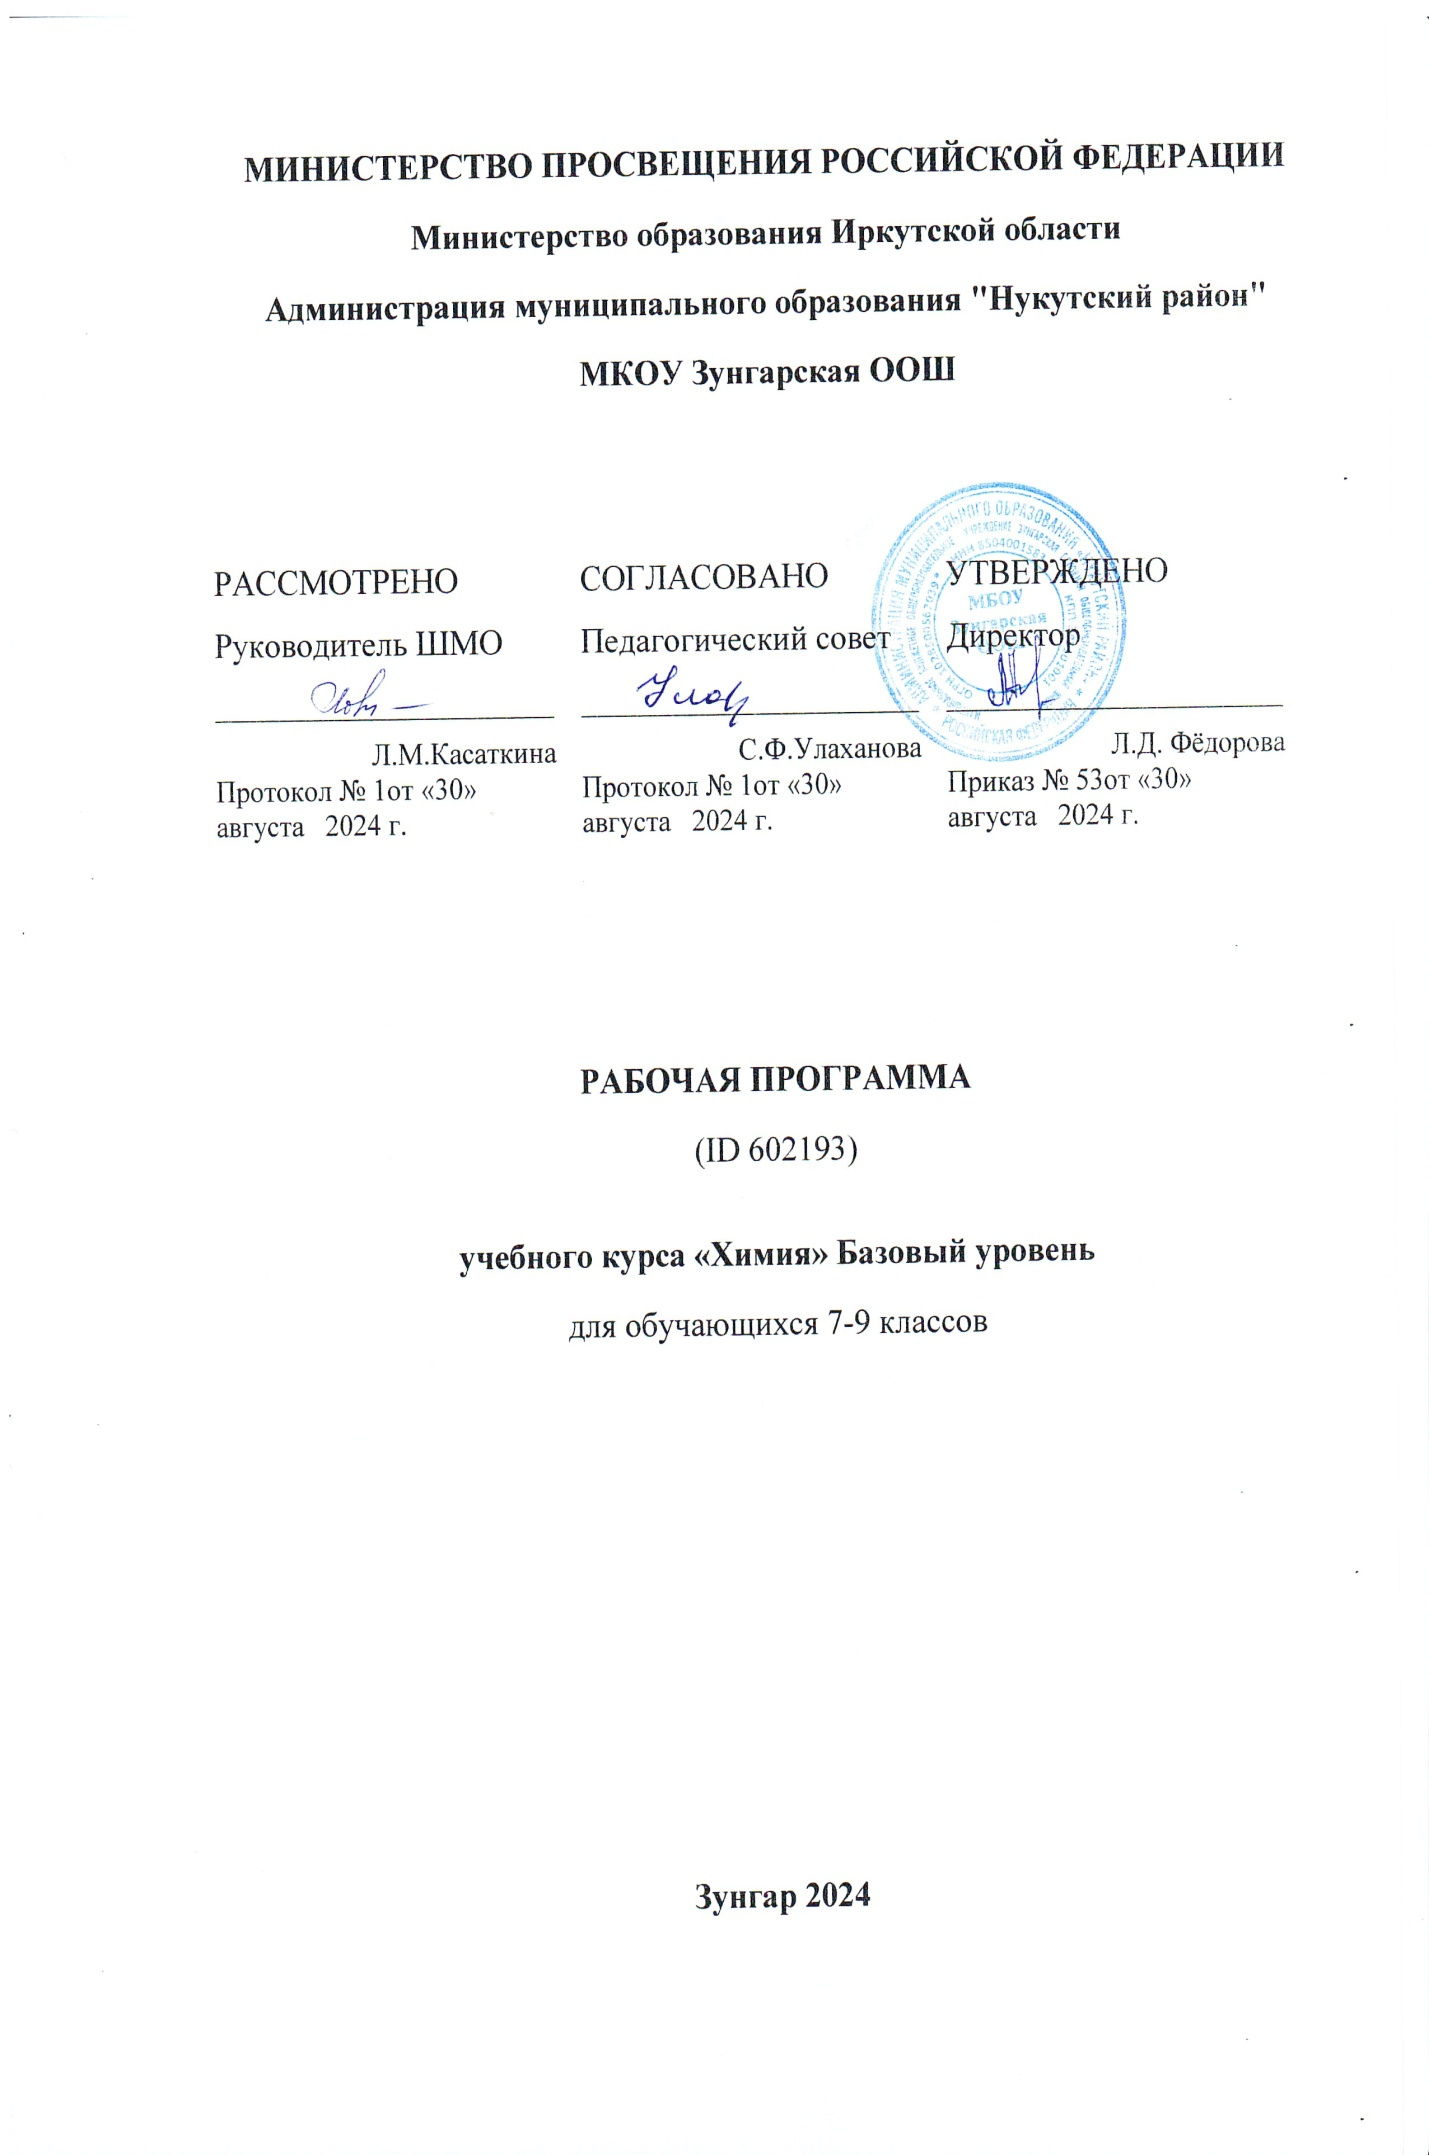 МИНИСТЕРСТВО ПРОСВЕЩЕНИЯ РОССИЙСКОЙ ФЕДЕРАЦИИ
Министерство образования Иркутской области
Администрация муниципального образования "Нукутский район"
МКОУ Зунгарская ООШ
РАССМОТРЕНО
Руководитель ШМО
Л.М.Касаткина
Протокол № 1от «30»
августа 2024 г.
СОГЛАСОВАНО
Педагогический совет
С.Ф.Улаханова
Протокол № 1от «30»
августа 2024 г.
УТВЕРЖДЕНО
Директор
Л.Д. Фёдорова
Приказ № 53от «30»
августа 2024 г.
МБОУ
Зунгарская
РАБОЧАЯ ПРОГРАММА
(ID 602193)
учебного курса «Химия» Базовый уровень
для обучающихся 7-9 классов
Зунгар 2024